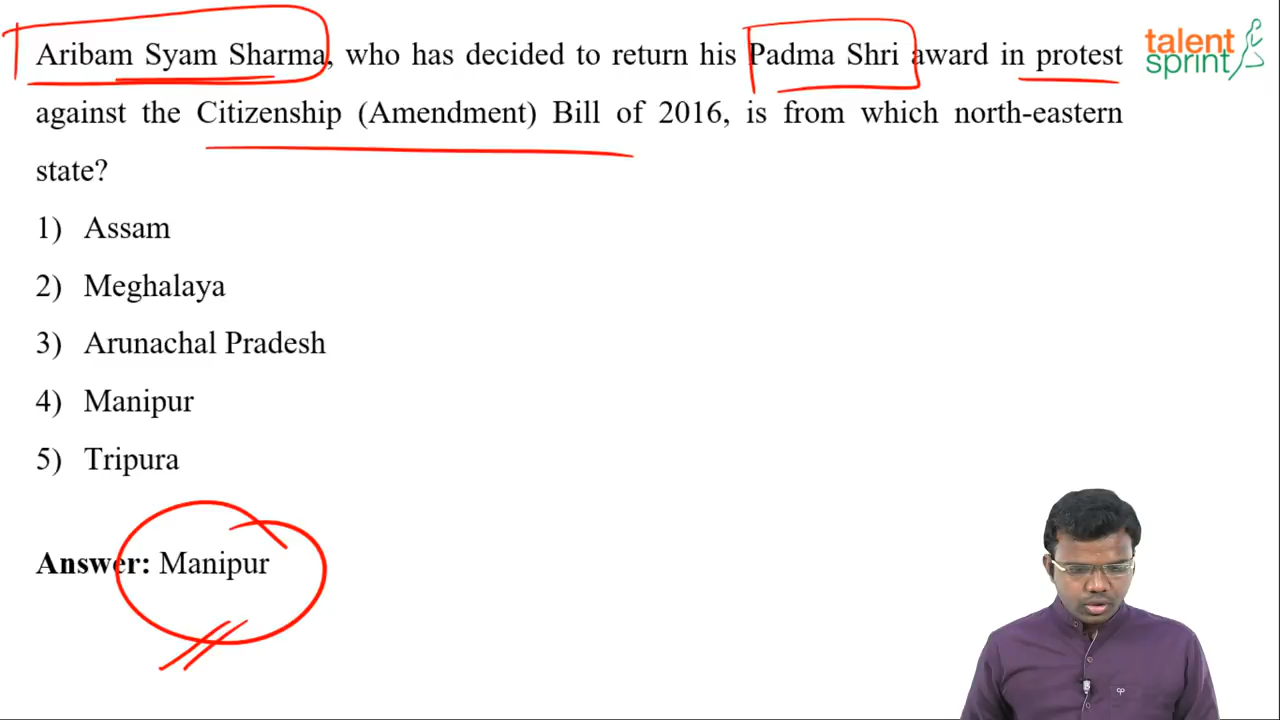 Aribam Syam Sharma, who has decided to return his Padma Shri award in protest
against the Citizenship (Amendment) Bill of 2016, is from which north-eastern
state?
1) Assam
2) Meghalaya
3) Arunachal Pradesh
4) Manipur
5) Tripura
Answer: Manipur
talent
sprint